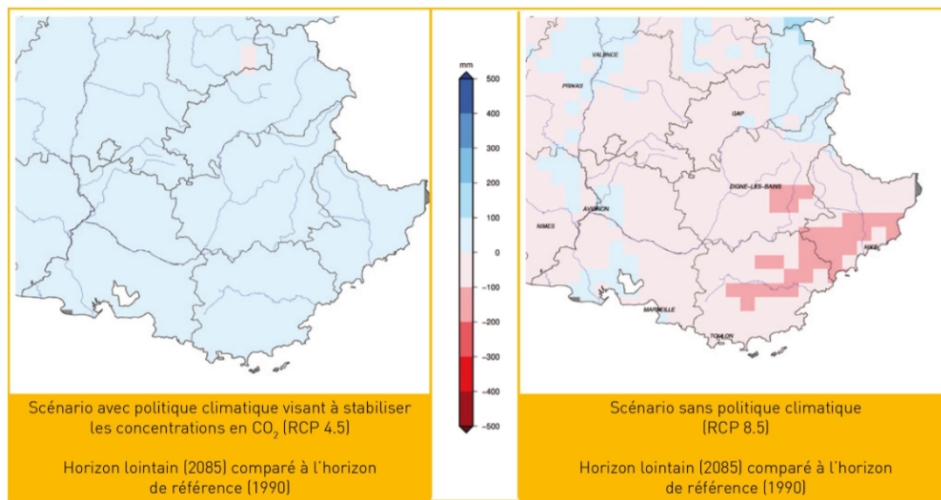 mm
500
400
300
200
100
0
−100
−200
−300
−400
−500
VALENCE
PRIVAS
GAP
DIGNE-LES-BAINS
AVIGNON
NIMES
NICE
MARSEILLE
TOULON
Scénario avec politique climatique visant à stabiliser
les concentrations en CO₂ (RCP 4.5)
Horizon lointain (2085) comparé à l'horizon
de référence (1990)
Scénario sans politique climatique
(RCP 8.5)
Horizon lointain (2085) comparé à l'horizon
de référence (1990)